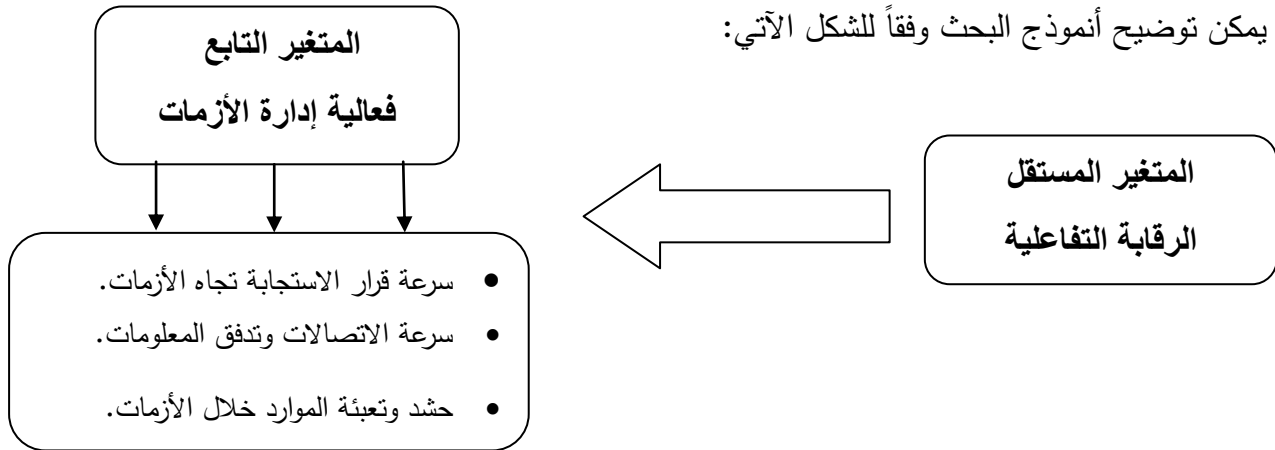 يمكن توضيح أنموذج البحث وفقاً للشكل الآتي:
المتغير المستقل
الرقابة التفاعلية
المتغير التابع
فعالية إدارة الأزمات
• سرعة قرار الاستجابة تجاه الأزمات.
• سرعة الاتصالات وتدفق المعلومات.
• حشد وتعبئة الموارد خلال الأزمات.